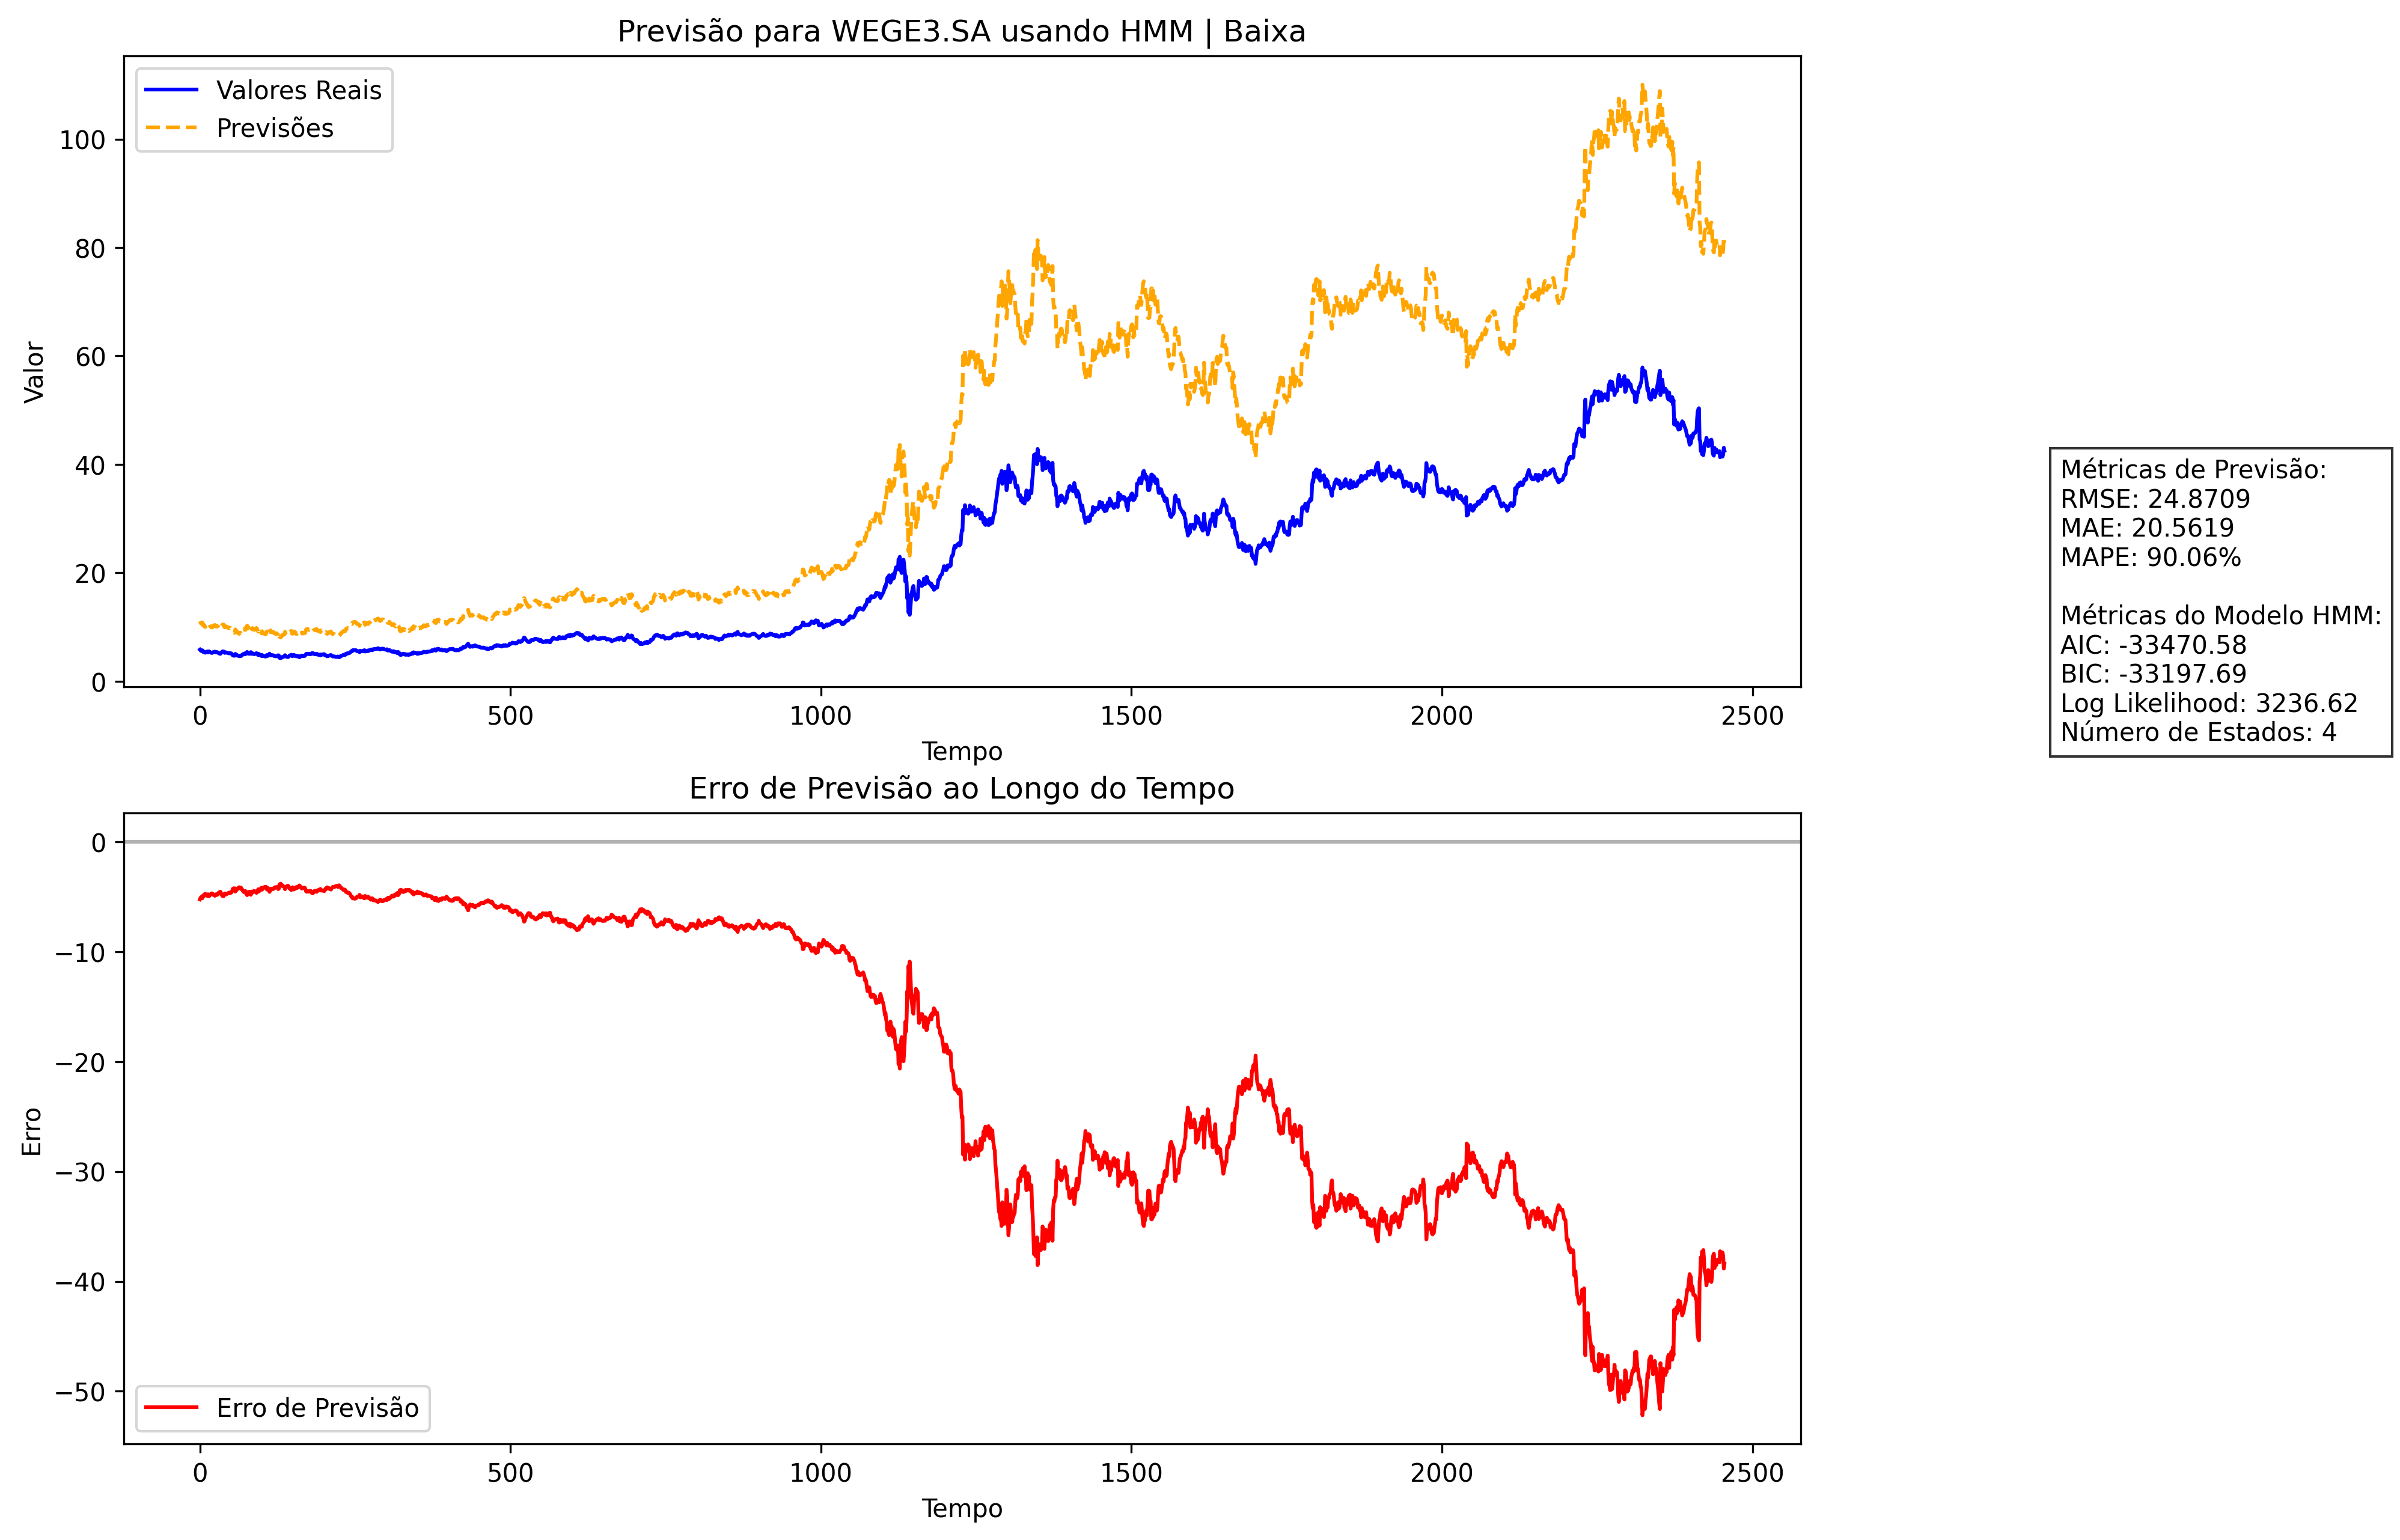 Previsão para WEGE3.SA usando HMM | Baixa
Valores Reais
Previsões
Valor
100
80
60
40
20
0
0 500 1000 1500 2000 2500
Tempo
Métricas de Previsão:
RMSE: 24.8709
MAE: 20.5619
MAPE: 90.06%
Métricas do Modelo HMM:
AIC: -33470.58
BIC: -33197.69
Log Likelihood: 3236.62
Número de Estados: 4
Erro de Previsão ao Longo do Tempo
Erro
0
−10
−20
−30
−40
−50
Erro de Previsão
0 500 1000 1500 2000 2500
Tempo